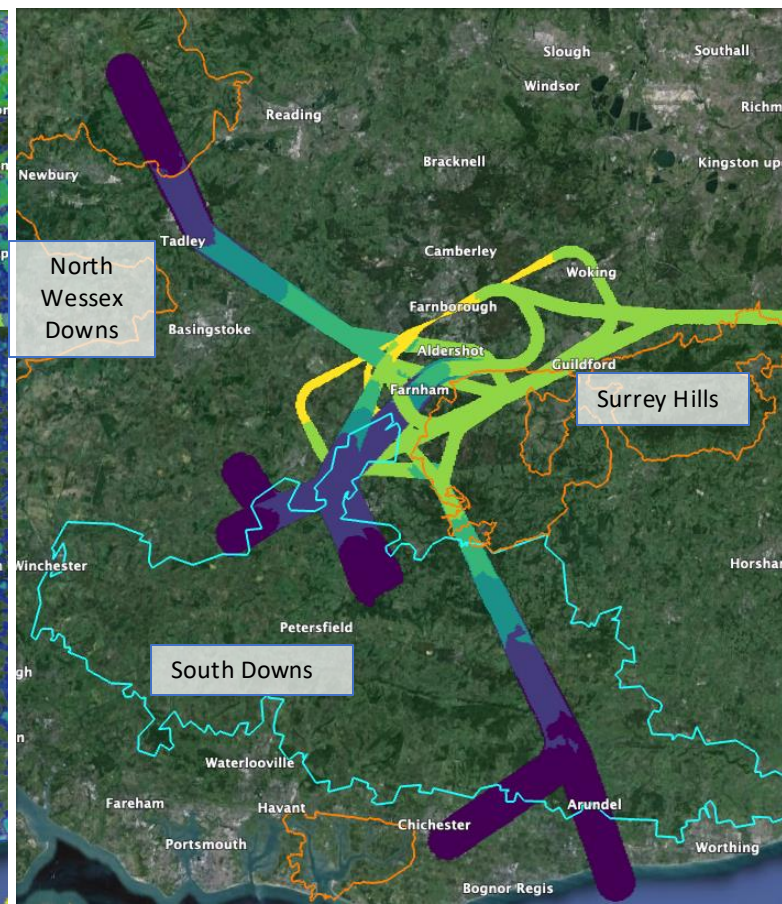 Slough
Southall
Windsor
Richm
Reading
Bracknell
Kingston up
Newbury
Tadley
Camberley
Woking
North
Wessex
Downs
Farnborough
Basingstoke
Aldershot
Guildford
Farnham
Surrey Hills
Winchester
Horsha
Petersfield
South Downs
gh
n
Waterlooville
Fareham
Havant
Arundel
Chichester
Portsmouth
Worthing
Bognor Regis